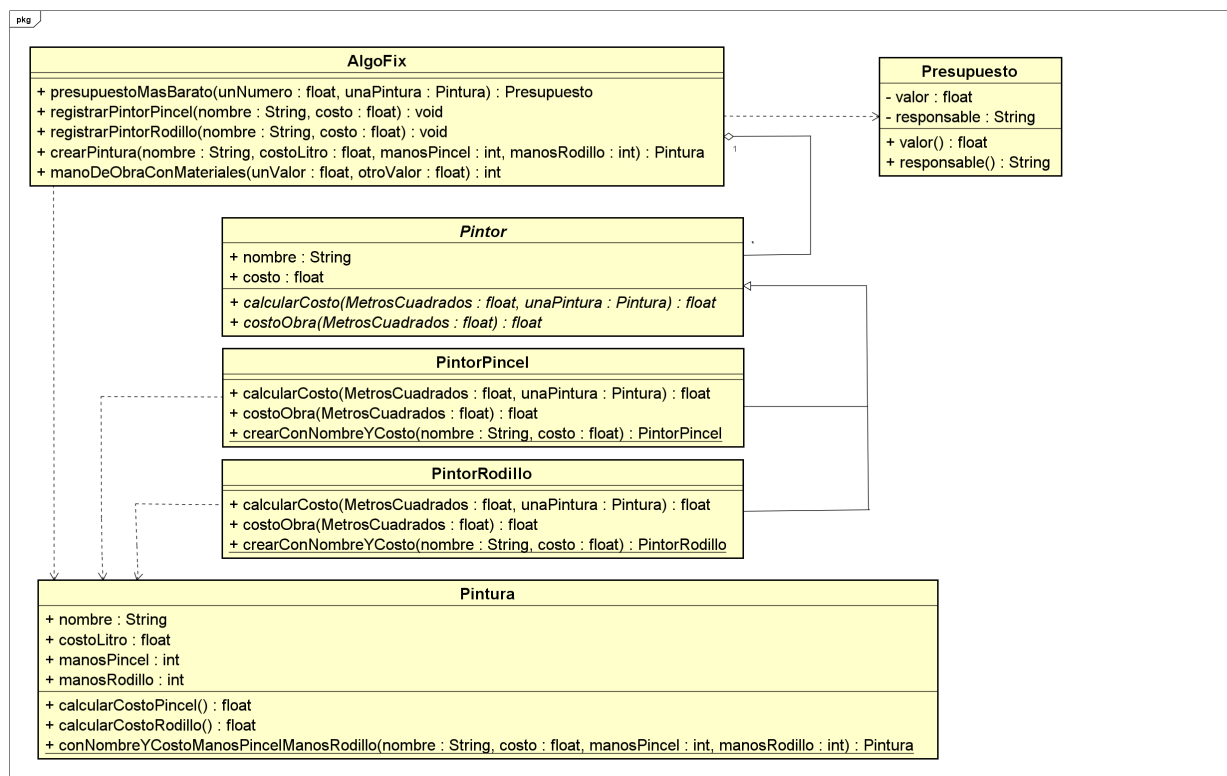 pkg
AlgoFix
+ presupuestoMasBarato(unNumero : float, unaPintura : Pintura) : Presupuesto
+ registrarPintorPincel(nombre : String, costo : float) : void
+ registrarPintorRodillo(nombre : String, costo : float) : void
+ crearPintura(nombre : String, costoLitro : float, manosPincel : int, manosRodillo : int) : Pintura
+ manoDeObraConMateriales(unValor : float, otroValor : float) : int
Presupuesto
- valor : float
- responsable : String
+ valor() : float
+ responsable() : String
1
*
Pintor
+ nombre : String
+ costo : float
+ calcularCosto(MetrosCuadrados : float, unaPintura : Pintura) : float
+ costoObra(MetrosCuadrados : float) : float
PintorPincel
+ calcularCosto(MetrosCuadrados : float, unaPintura : Pintura) : float
+ costoObra(MetrosCuadrados : float) : float
+ crearConNombreYCosto(nombre : String, costo : float) : PintorPincel
PintorRodillo
+ calcularCosto(MetrosCuadrados : float, unaPintura : Pintura) : float
+ costoObra(MetrosCuadrados : float) : float
+ crearConNombreYCosto(nombre : String, costo : float) : PintorRodillo
Pintura
+ nombre : String
+ costoLitro : float
+ manosPincel : int
+ manosRodillo : int
+ calcularCostoPincel() : float
+ calcularCostoRodillo() : float
+ conNombreYCostoManosPincelManosRodillo(nombre : String, costo : float, manosPincel : int, manosRodillo : int) : Pintura